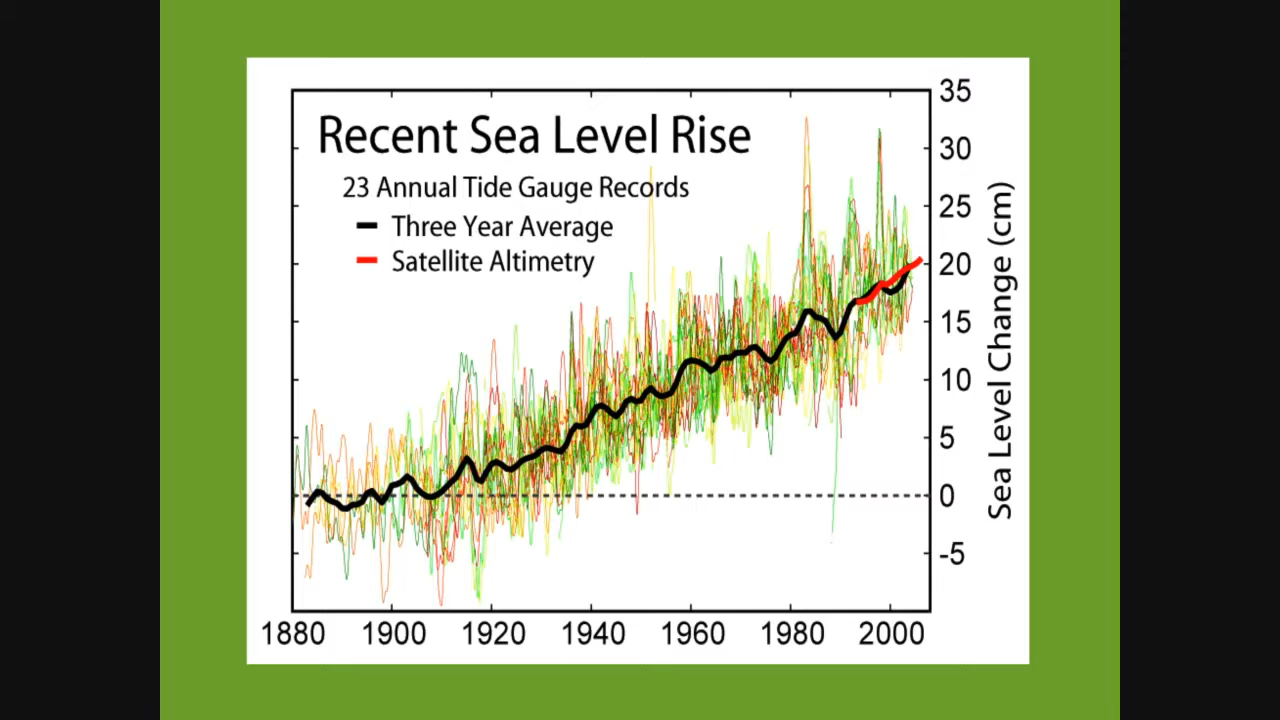 Recent Sea Level Rise
23 Annual Tide Gauge Records
Three Year Average
Satellite Altimetry
35
30
25
20
15
10
5
0
-5
Sea Level Change (cm)
1880 1900 1920 1940 1960 1980 2000